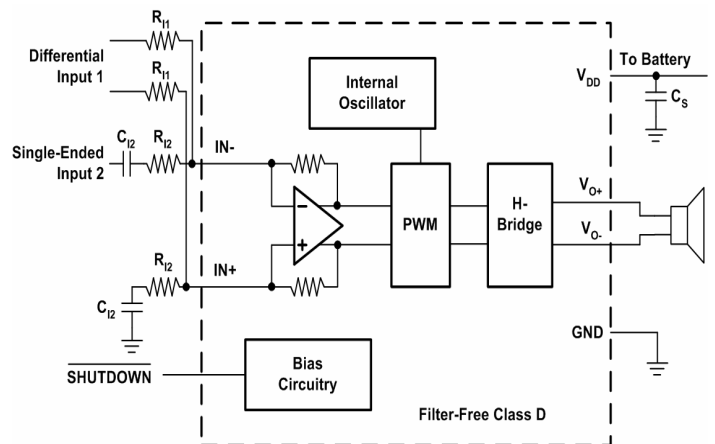 R_I1
Differential
Input 1
R_I1
C_I2
R_I2
Single-Ended
Input 2
IN-
R_I2
IN+
C_I2
SHUTDOWN
Internal
Oscillator
PWM
H-
Bridge
Bias
Circuitry
Filter-Free Class D
V_DD
To Battery
C_S
V_O+
V_O-
GND